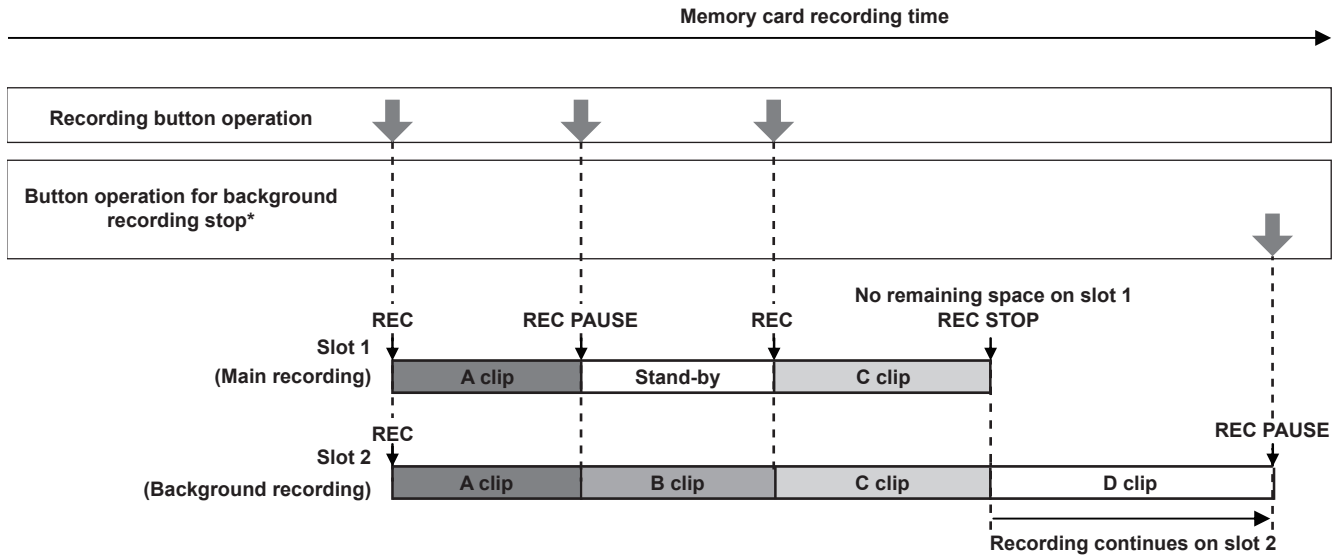 Memory card recording time
Recording button operation
Button operation for background
recording stop*
No remaining space on slot 1
REC
REC PAUSE
REC
REC STOP
Slot 1
(Main recording)
A clip
Stand-by
C clip
REC
REC PAUSE
Slot 2
(Background recording)
A clip
B clip
C clip
D clip
Recording continues on slot 2